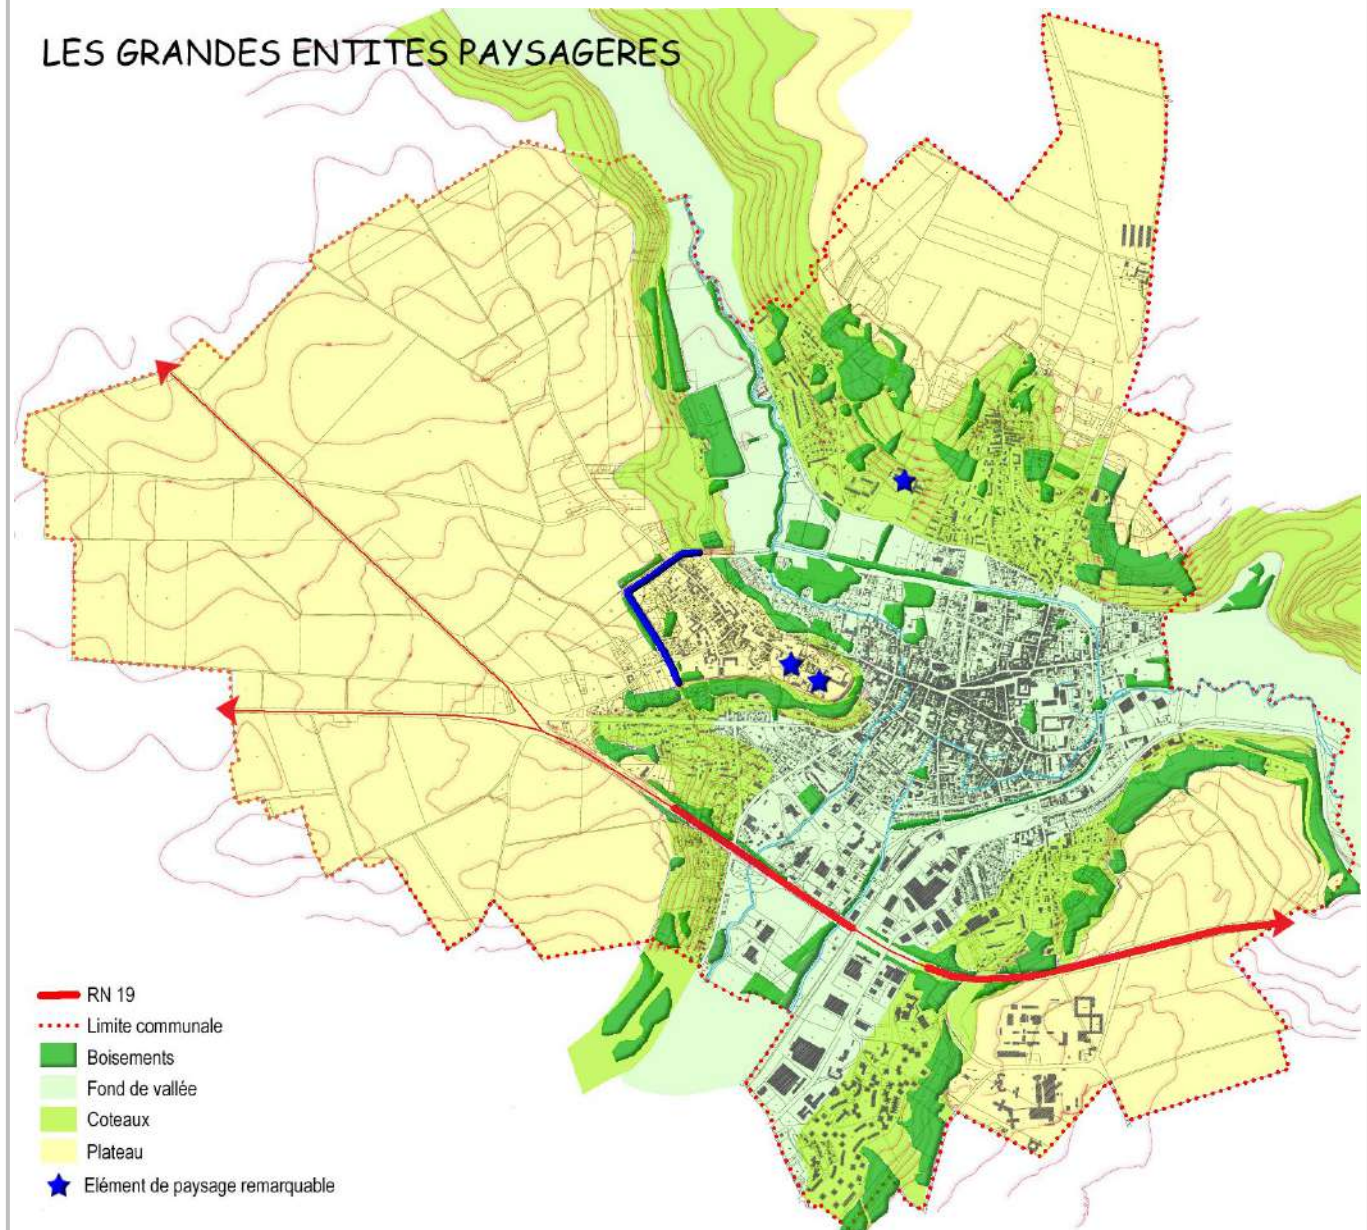 LES GRANDES ENTITES PAYSAGERES
RN 19
Limite communale
Boisements
Fond de vallée
Coteaux
Plateau
Elément de paysage remarquable